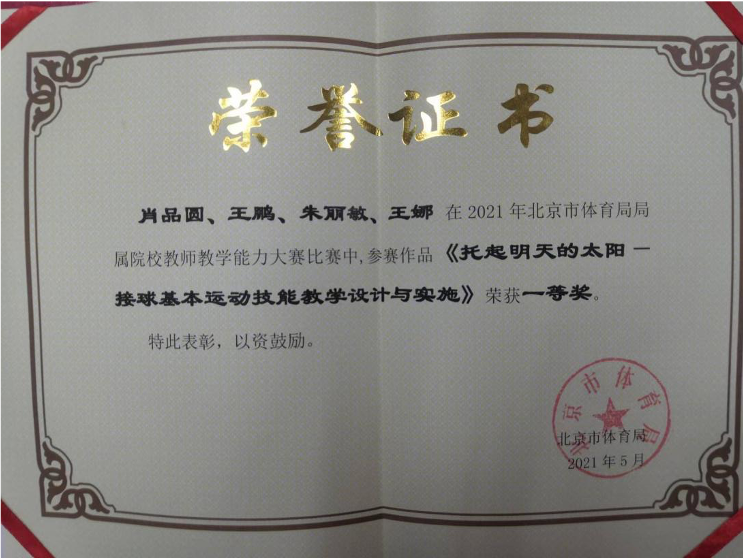 荣誉证书
肖品圆、王鹏、朱丽敏、王娜 在 2021 年北京市体育局局
属院校教师教学能力大赛比赛中,参赛作品《托起明天的太阳—
接球基本运动技能教学设计与实施》荣获一等奖。
特此表彰，以资鼓励。
北京市体育局
北京市体育局
2021 年 5 月